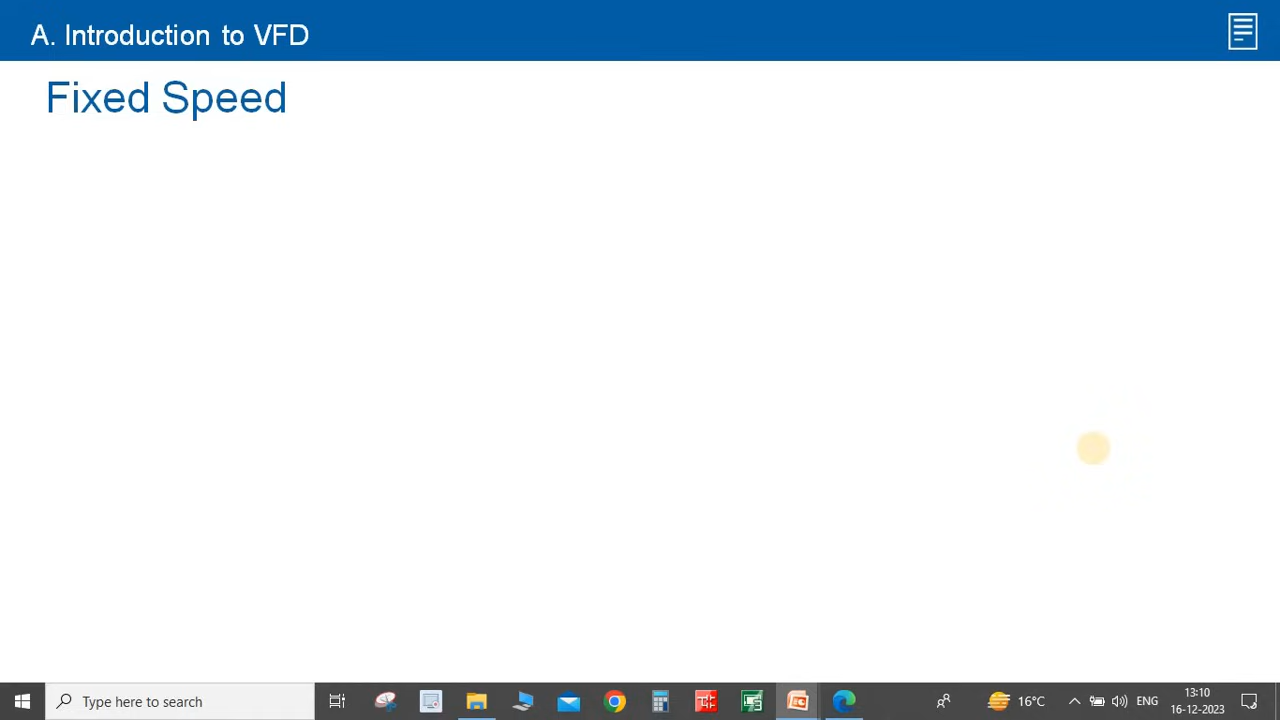 A. Introduction to VFD
Fixed Speed
Type here to search
16°C
ENG
13:10
16-12-2023